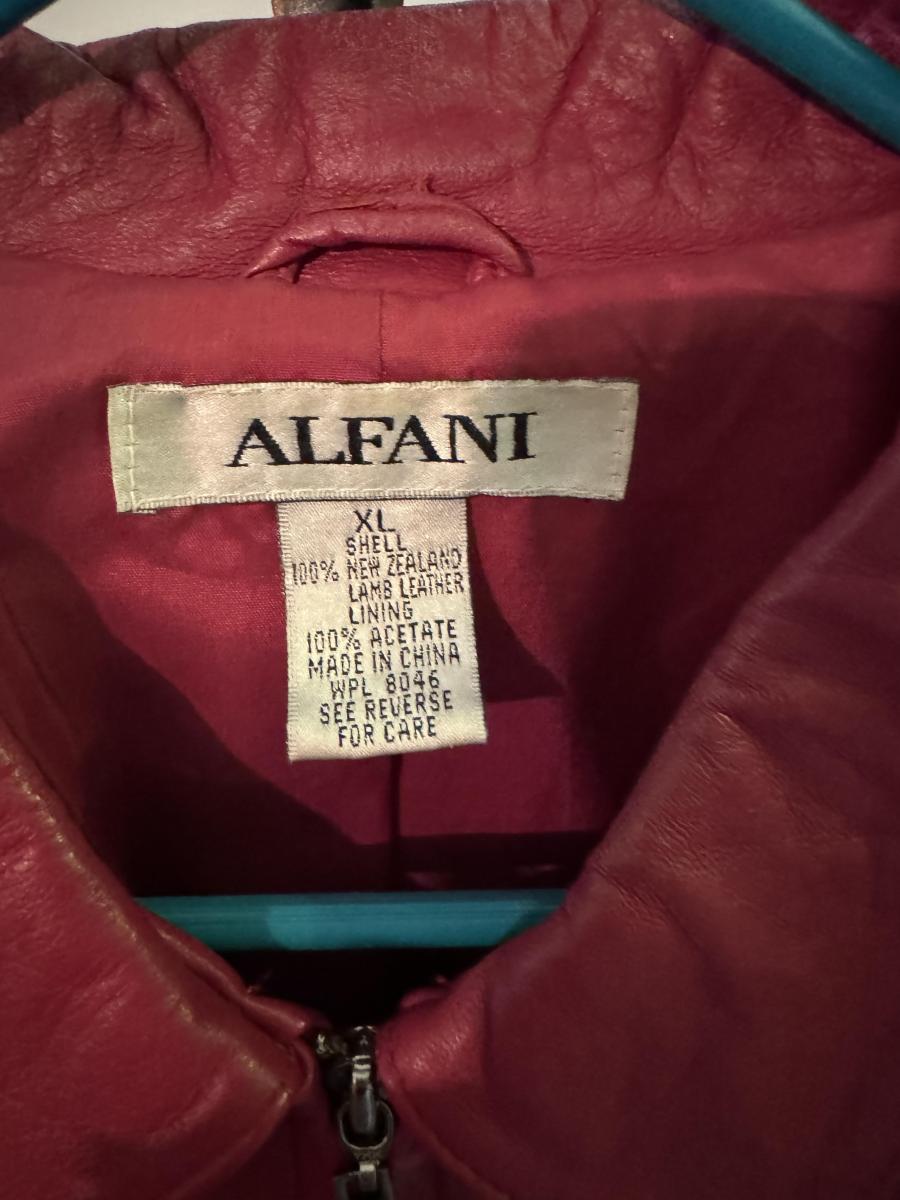 ALFANI
XL
SHELL
100% NEW ZEALAND
LAMB LEATHER
LINING
100% ACETATE
MADE IN CHINA
WPL 8046
SEE REVERSE
FOR CARE